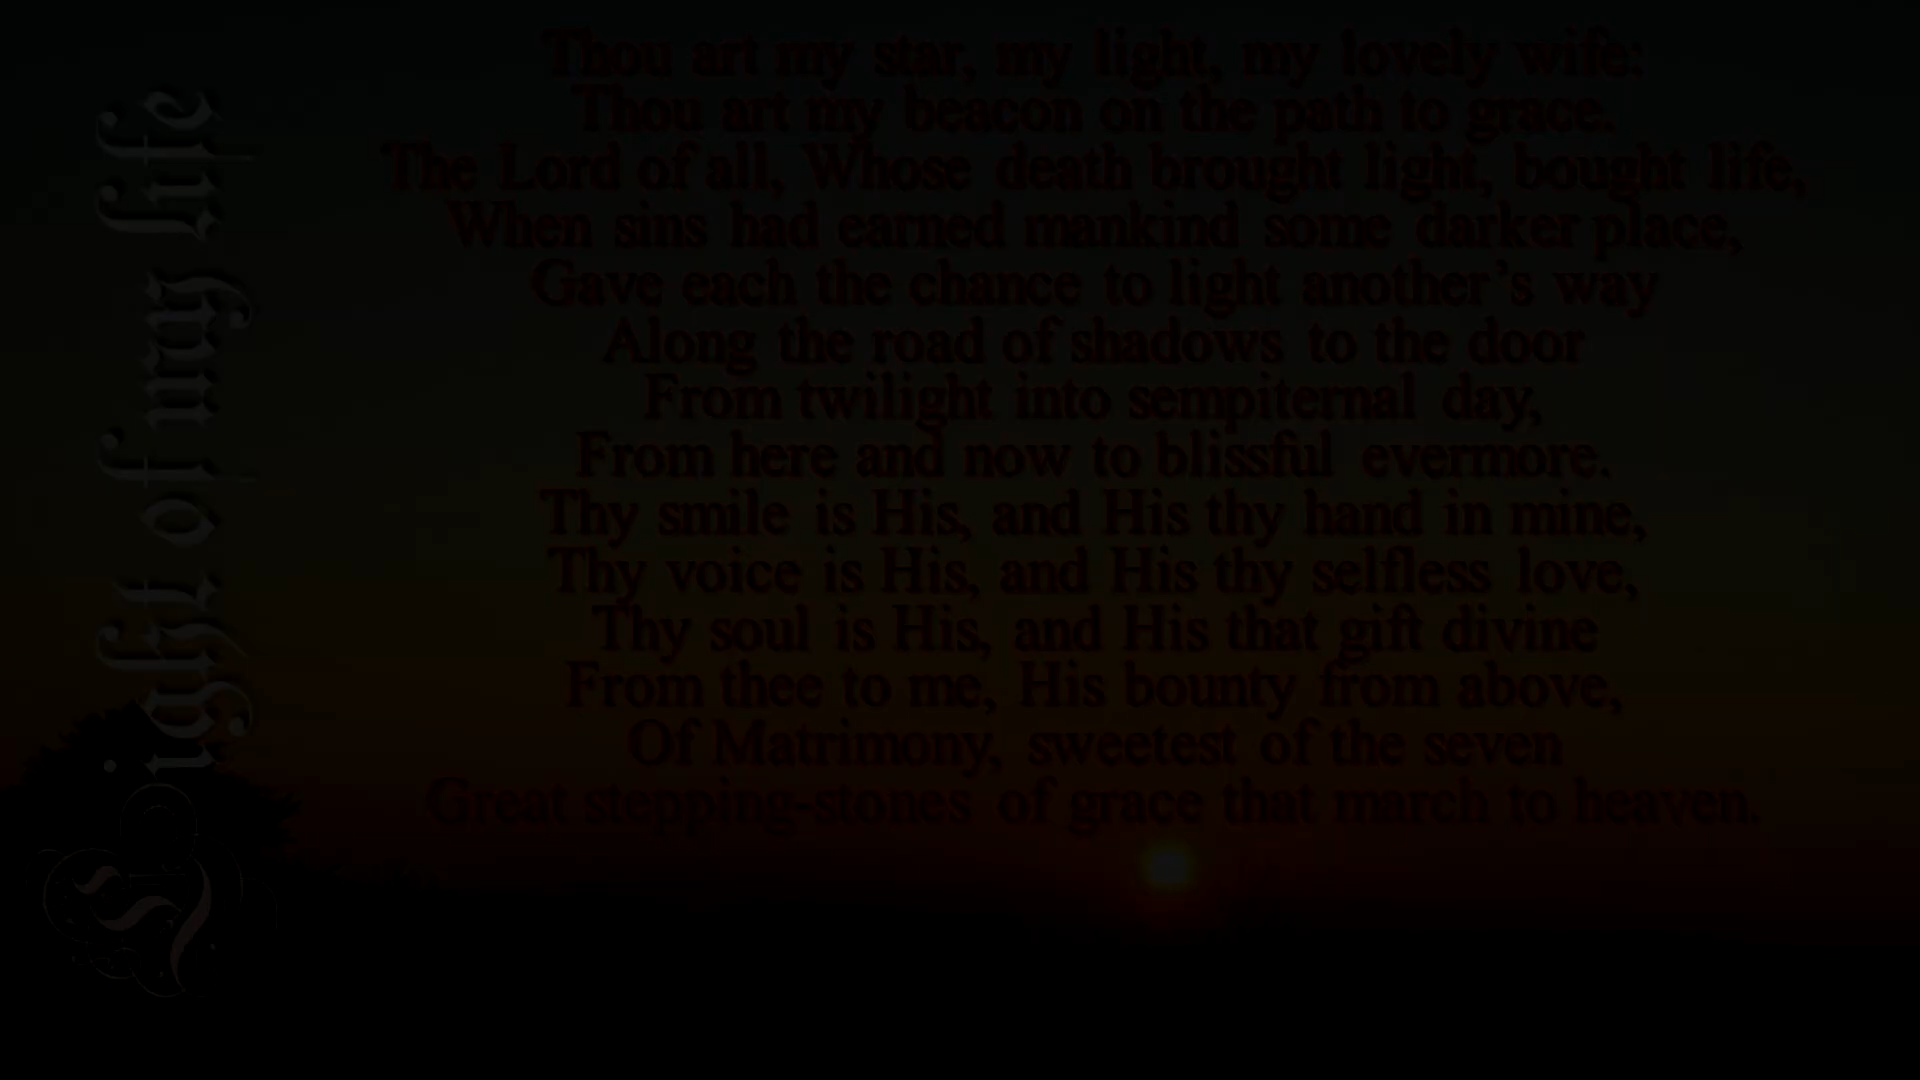 Light of my life
Thou art my star, my light, my lovely wife:
Thou art my beacon on the path to grace.
The Lord of all, Whose death brought light, bought life,
When sins had earned mankind some darker place,
Gave each the chance to light another’s way
Along the road of shadows to the door
From twilight into sempiternal day,
From here and now to blissful evermore.
Thy smile is His, and His thy hand in mine,
Thy voice is His, and His thy selfless love,
Thy soul is His, and His that gift divine
From thee to me, His bounty from above,
Of Matrimony, sweetest of the seven
Great stepping-stones of grace that march to heaven.